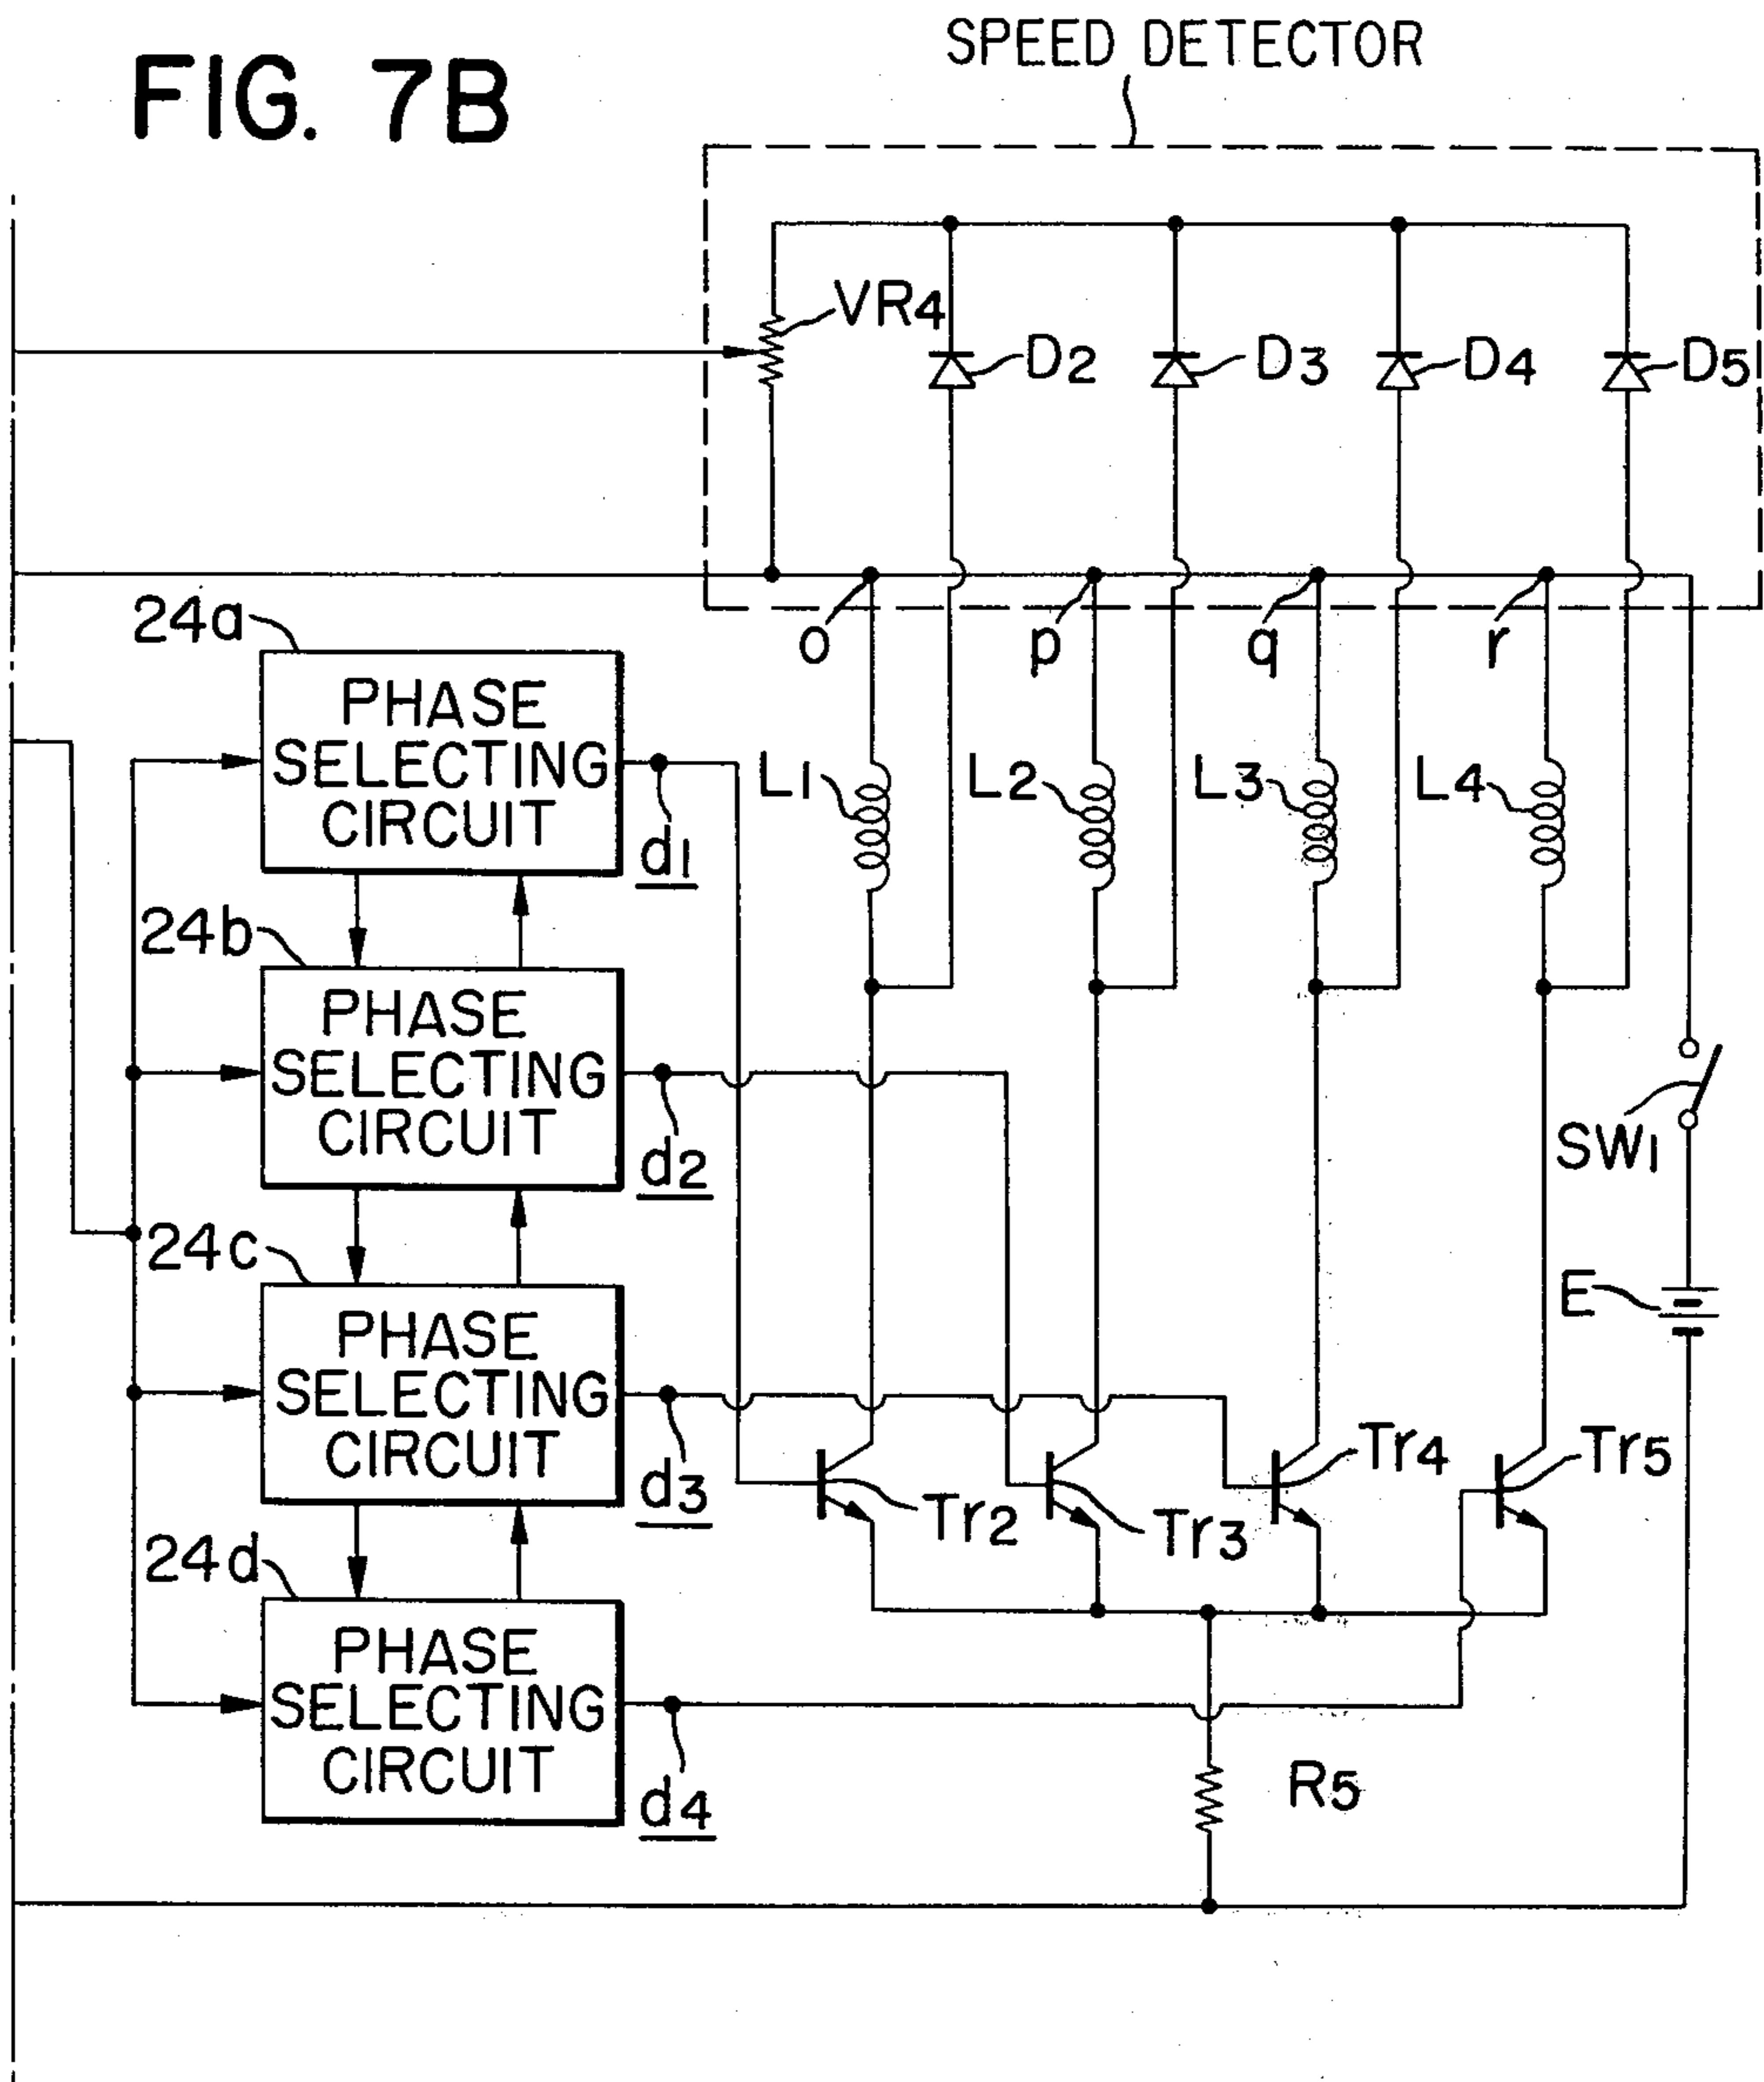 SPEED DETECTOR
FIG. 7B
VR4
D2
D3
D4
D5
o
p
q
r
24a
PHASE
SELECTING
CIRCUIT
d1
L1
L2
L3
L4
24b
PHASE
SELECTING
CIRCUIT
d2
SW1
24c
PHASE
SELECTING
CIRCUIT
d3
E
Tr2
Tr3
Tr4
Tr5
24d
PHASE
SELECTING
CIRCUIT
d4
R5